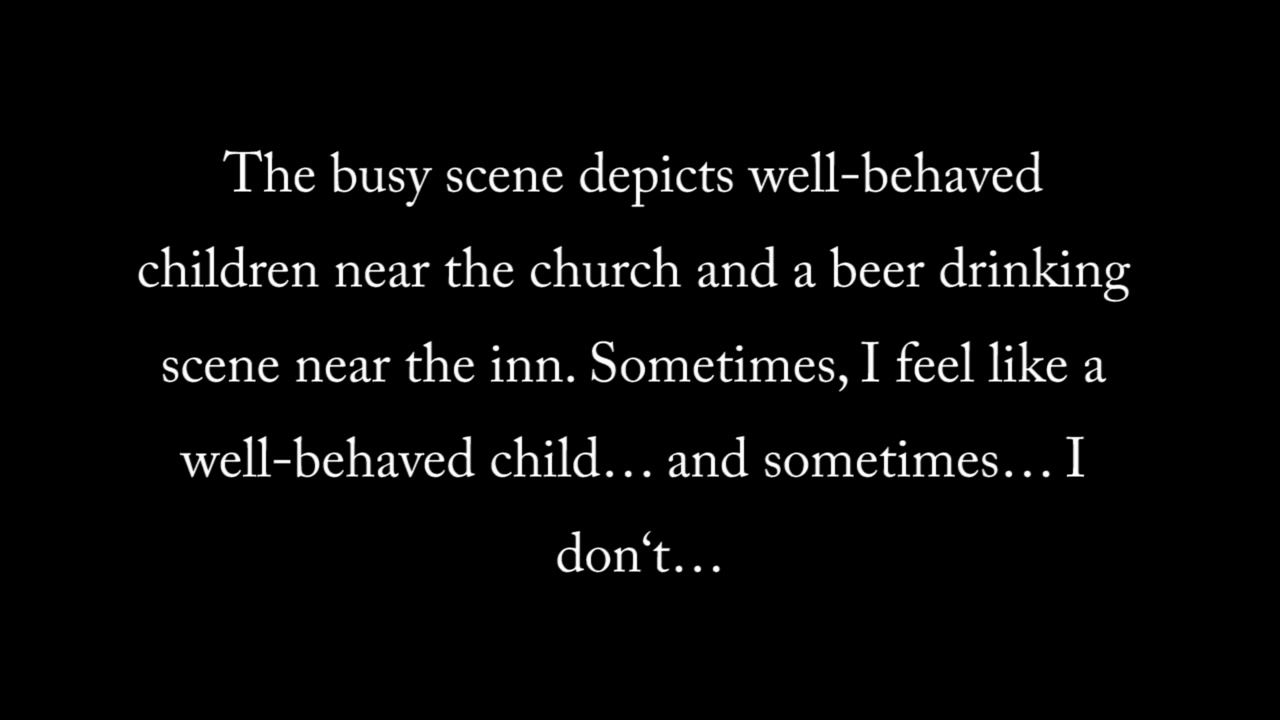 The busy scene depicts well-behaved
children near the church and a beer drinking
scene near the inn. Sometimes, I feel like a
well-behaved child… and sometimes… I
don‘t…